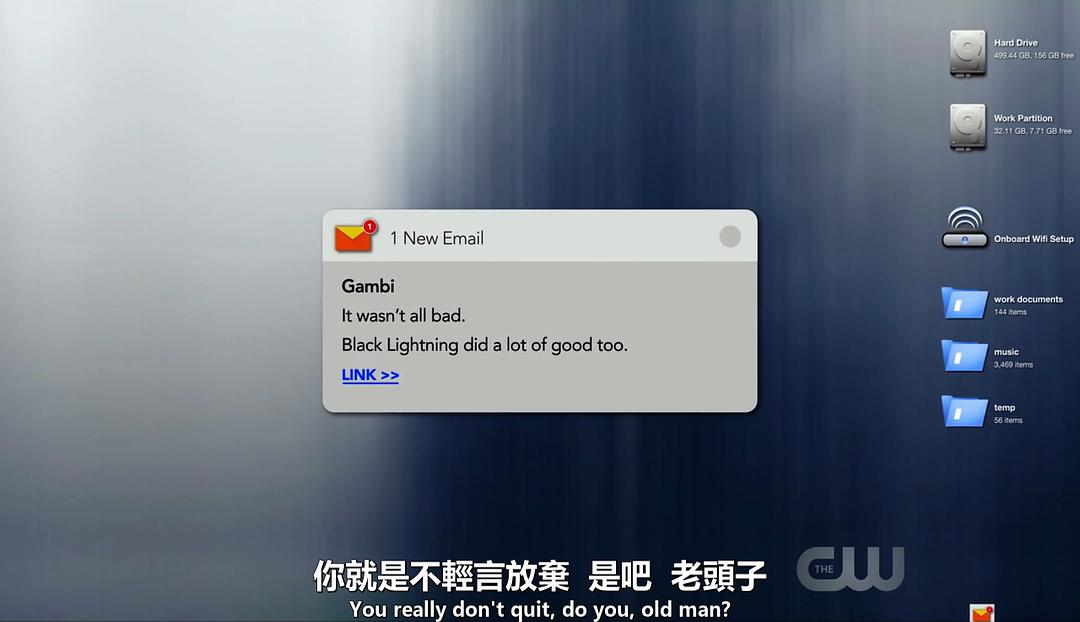 Hard Drive
499.44 GB, 156 GB free
Work Partition
32.11 GB, 7.71 GB free
1
1 New Email
Onboard Wifi Setup
Gambi
It wasn't all bad.
Black Lightning did a lot of good too.
LINK >>
work documents
144 items
music
3,469 items
temp
56 items
你就是不輕言放棄 是吧 老頭子
THE CW
You really don't quit, do you, old man?